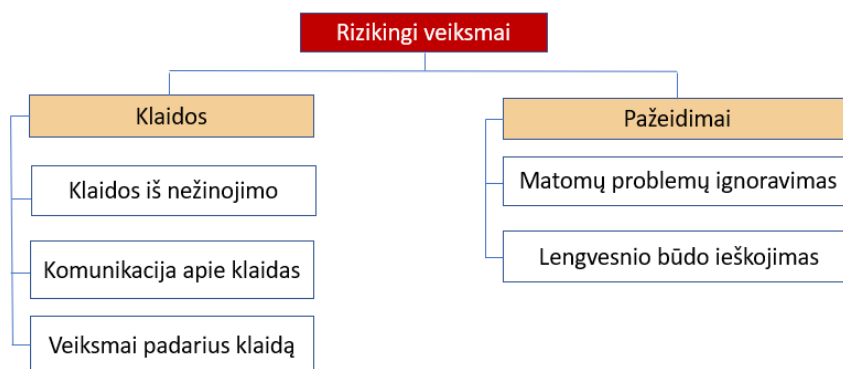 Rizikingi veiksmai
Klaidos
Klaidos iš nežinojimo
Komunikacija apie klaidas
Veiksmai padarius klaidą
Pažeidimai
Matomų problemų ignoravimas
Lengvesnio būdo ieškojimas